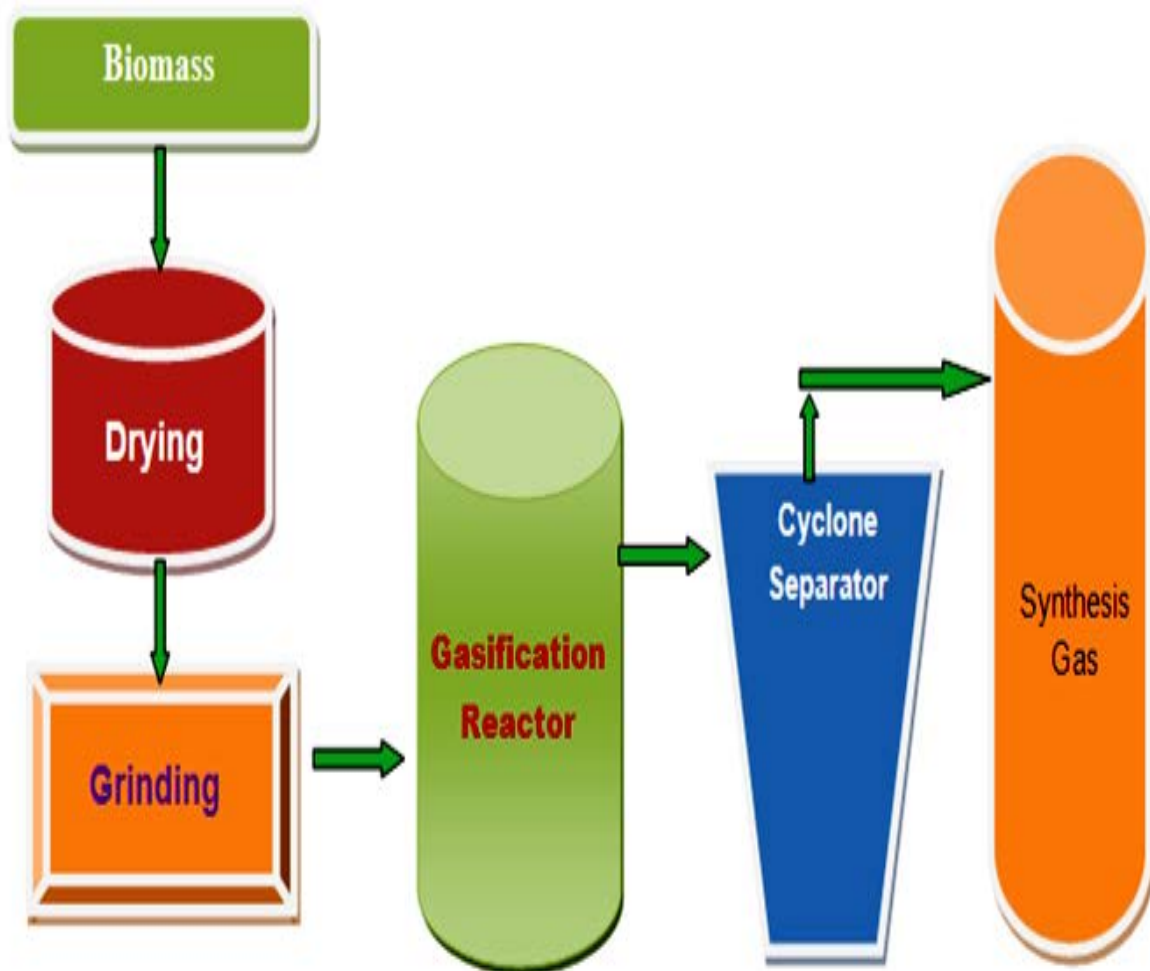 Biomass
Drying
Grinding
Gasification
Reactor
Cyclone
Separator
Synthesis
Gas